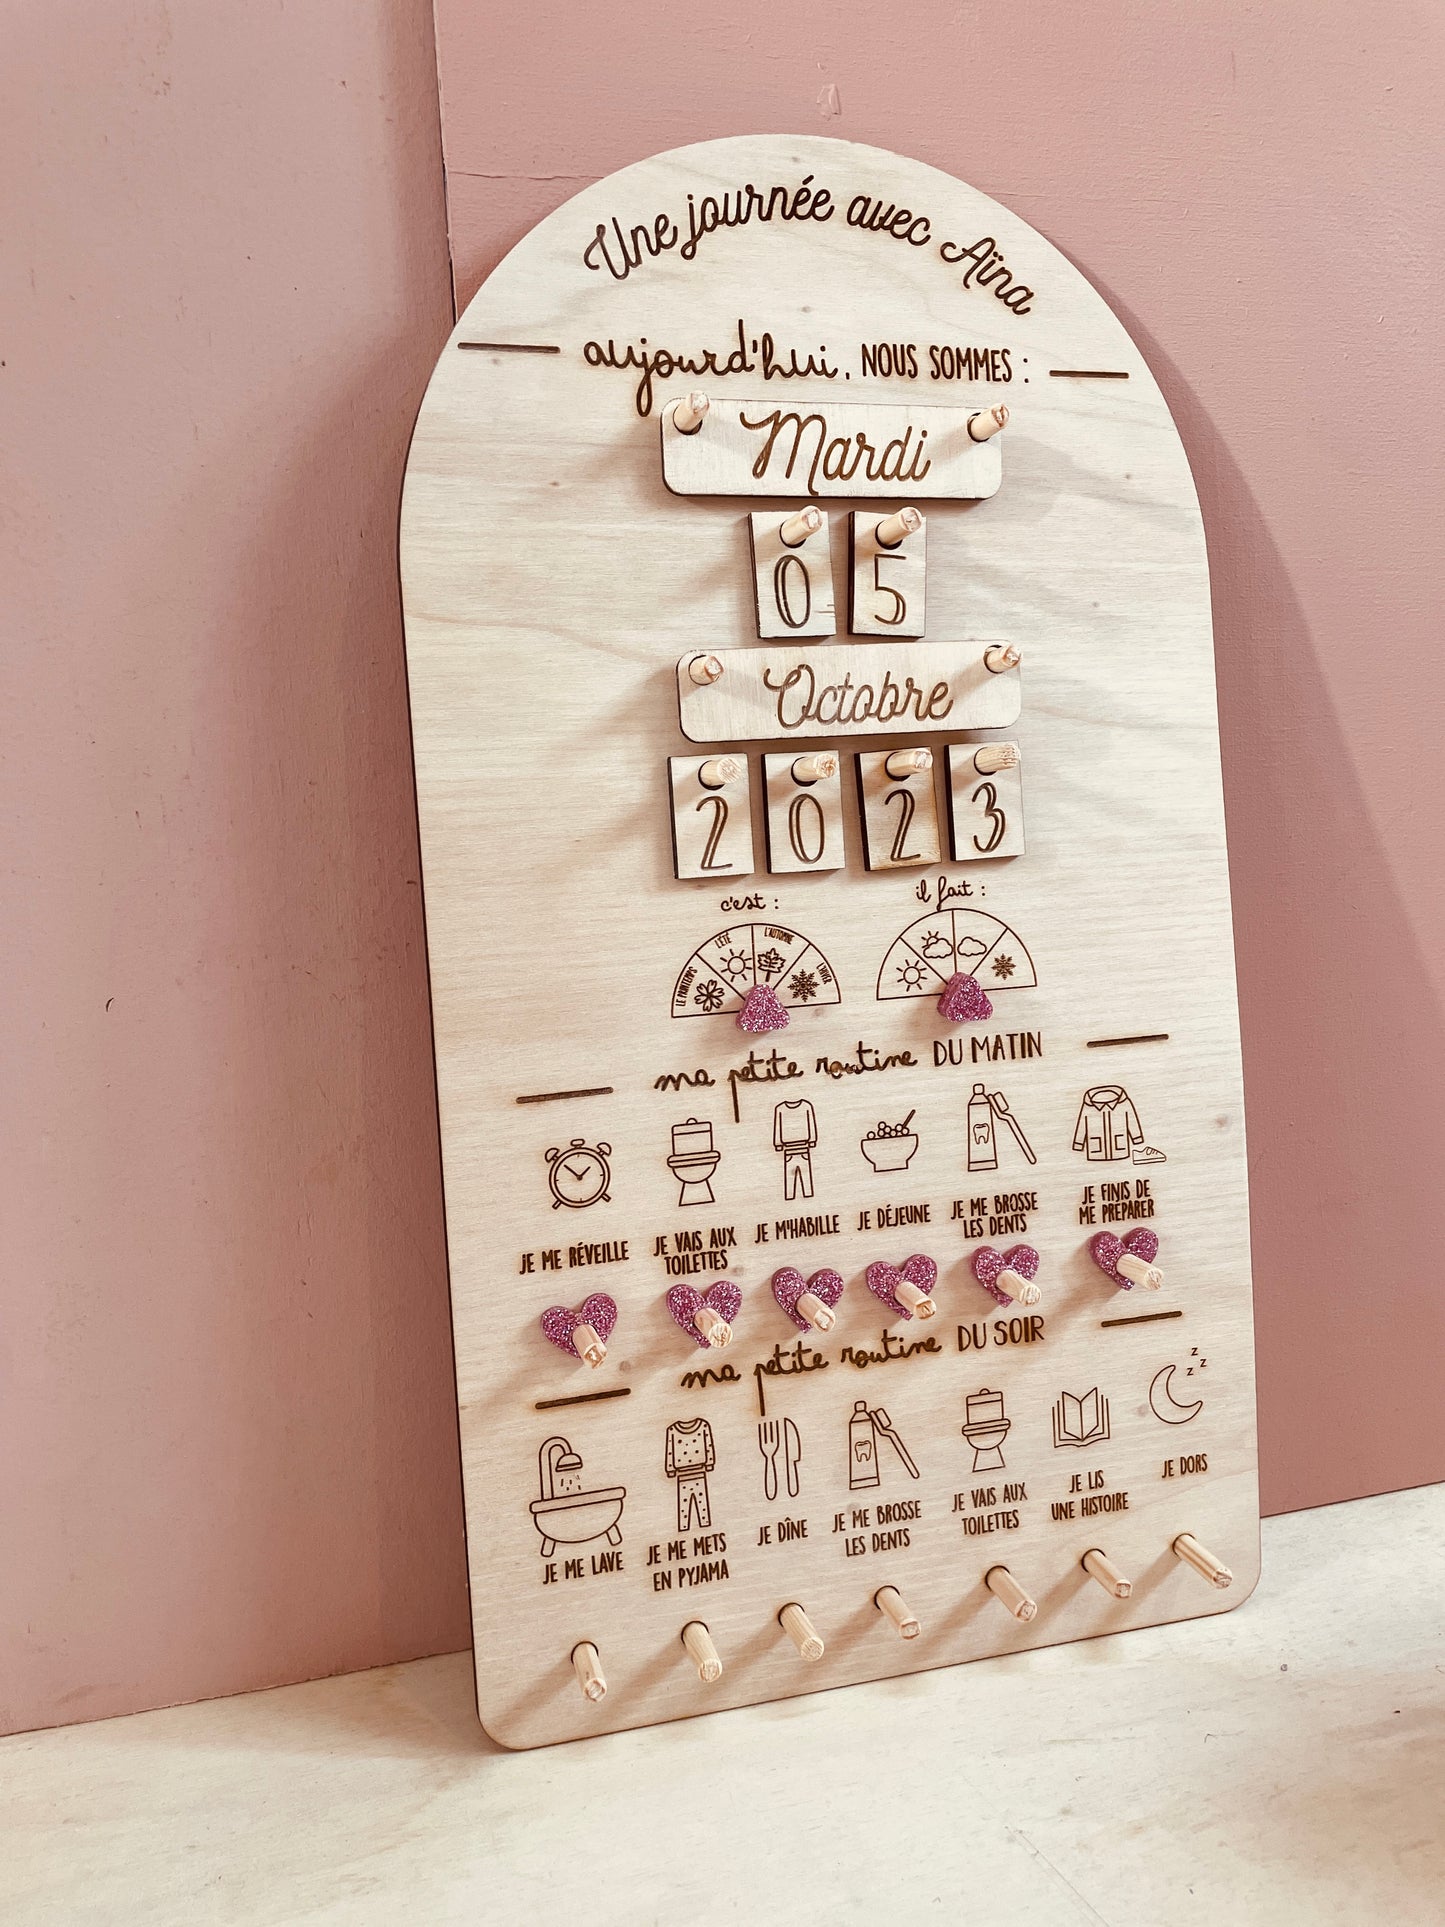 Une journée avec Aïna
aujourd'hui, NOUS SOMMES :
Mardi
0 5
Octobre
2 0 2 3
c'est :
il fait :
LE PRINTEMPS
L'ÉTÉ
L'AUTOMNE
L'HIVER
ma petite routine DU MATIN
JE ME RÉVEILLE
JE VAIS AUX
TOILETTES
JE M'HABILLE
JE DÉJEUNE
JE ME BROSSE
LES DENTS
JE FINIS DE
ME PRÉPARER
ma petite routine DU SOIR
z z z
JE ME LAVE
JE ME METS
EN PYJAMA
JE DÎNE
JE ME BROSSE
LES DENTS
JE VAIS AUX
TOILETTES
JE LIS
UNE HISTOIRE
JE DORS